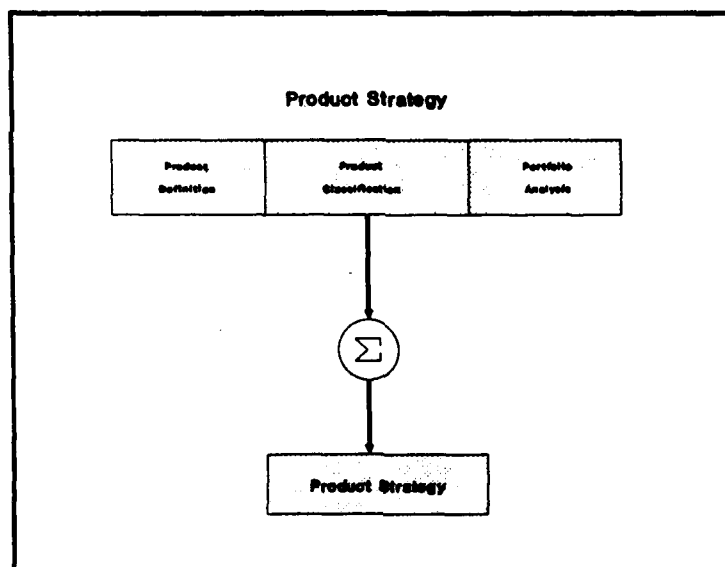 Product Strategy
Product Product Portfolio
Definition Classification Analysis
Σ
Product Strategy